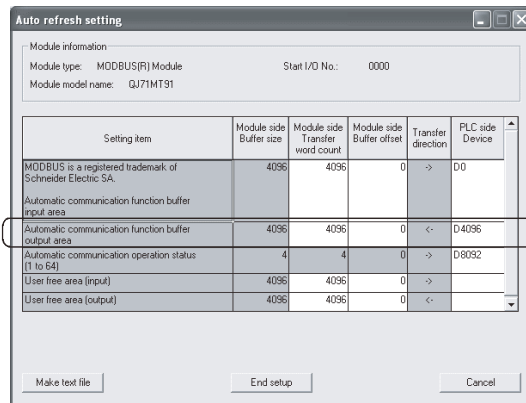 Auto refresh setting
Module information
Module type: MODBUS(R) Module Start I/O No.: 0000
Module model name: QJ71MT91
Setting item Module side Buffer size Module side Transfer word count Module side Buffer offset Transfer direction PLC side Device
MODBUS is a registered trademark of 4096 4096 0 -> D0
Schneider Electric SA.
Automatic communication function buffer
input area
Automatic communication function buffer 4096 4096 0 <- D4096
output area
Automatic communication operation status 4 4 0 -> D8092
(1 to 64)
User free area (input) 4096 4096 0 ->
User free area (output) 4096 4096 0 <-
Make text file End setup Cancel